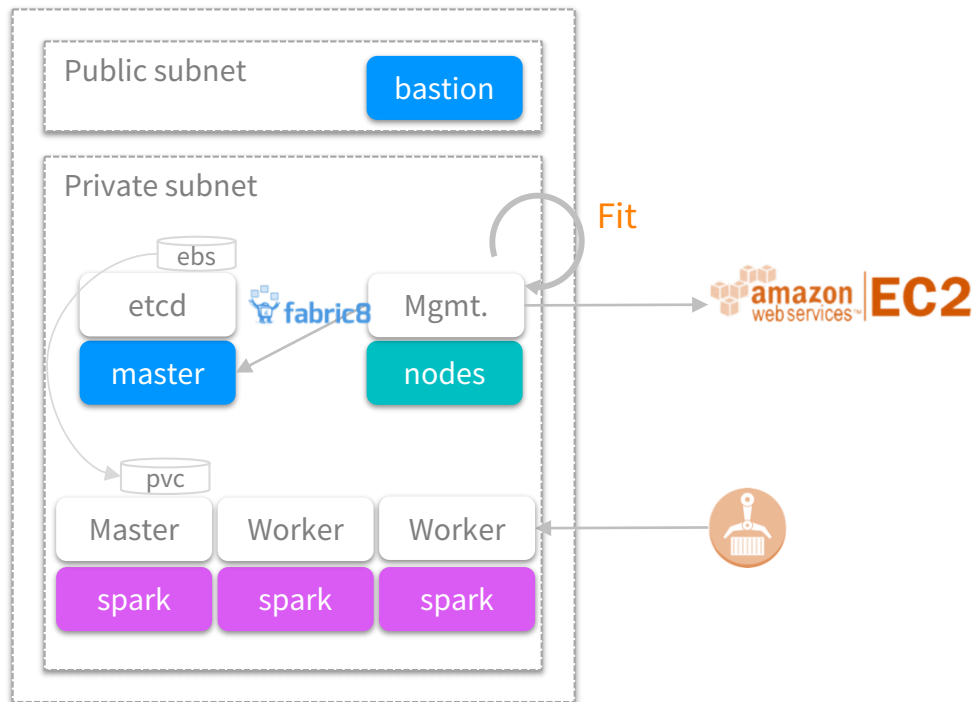 Public subnet
bastion
Private subnet
Fit
ebs
etcd
fabric8
Mgmt.
amazon
web services™
EC2
master
nodes
pvc
Master
Worker
Worker
spark
spark
spark